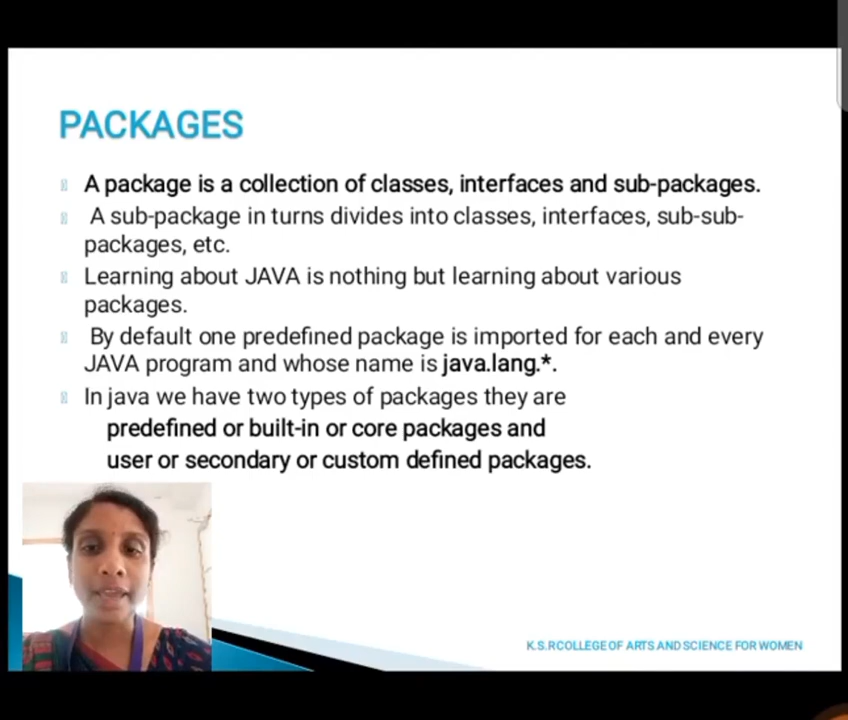 PACKAGES
A package is a collection of classes, interfaces and sub-packages.
A sub-package in turns divides into classes, interfaces, sub-sub-
packages, etc.
Learning about JAVA is nothing but learning about various
packages.
By default one predefined package is imported for each and every
JAVA program and whose name is java.lang.*.
In java we have two types of packages they are
predefined or built-in or core packages and
user or secondary or custom defined packages.
K.S.R COLLEGE OF ARTS AND SCIENCE FOR WOMEN